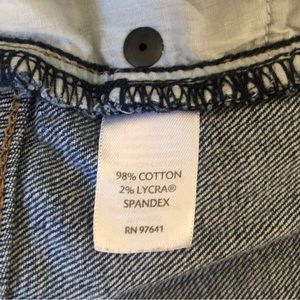 98% COTTON
2% LYCRA®
SPANDEX
RN 97641